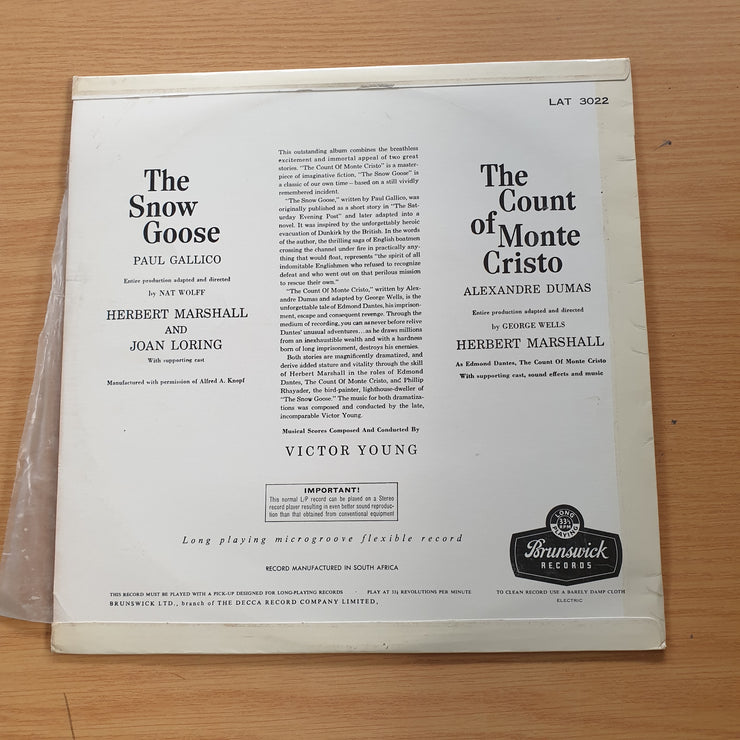 LAT 3022
The
Snow
Goose
PAUL GALLICO
Entire production adapted and directed
by NAT WOLFF
HERBERT MARSHALL
AND
JOAN LORING
With supporting cast
Manufactured with permission of Alfred A. Knopf
This outstanding album combines the breathless
excitement and immortal appeal of two great
stories. "The Count Of Monte Cristo" is a master-
piece of imaginative fiction, "The Snow Goose" is
a classic of our own time – based on a still vividly
remembered incident.
"The Snow Goose," written by Paul Gallico, was
originally published as a short story in "The Sat-
urday Evening Post" and later adapted into a
novel. It was inspired by the unforgettably heroic
evacuation of Dunkirk by the British. In the words
of the author, the thrilling saga of English boatmen
crossing the channel under fire in practically any-
thing that would float, represents "the spirit of all
indomitable Englishmen who refused to recognize
defeat and who went out on that perilous mission
to rescue their own."
"The Count Of Monte Cristo," written by Alex-
andre Dumas and adapted by George Wells, is the
unforgettable tale of Edmond Dantes, his imprison-
ment, escape and consequent revenge. Through the
medium of recording, you can as never before relive
Dantes' unusual adventures...as he draws millions
from an inexhaustible wealth and with a hardness
born of long imprisonment, destroys his enemies.
Both stories are magnificently dramatized, and
derive added stature and vitality through the skill
of Herbert Marshall in the roles of Edmond
Dantes, The Count Of Monte Cristo, and Phillip
Rhayader, the bird-painter, lighthouse-dweller of
"The Snow Goose." The music for both dramatiza-
tions was composed and conducted by the late,
incomparable Victor Young.
Musical Scores Composed And Conducted By
VICTOR YOUNG
The
Count
of Monte
Cristo
ALEXANDRE DUMAS
Entire production adapted and directed
by GEORGE WELLS
HERBERT MARSHALL
As Edmond Dantes, The Count Of Monte Cristo
With supporting cast, sound effects and music
IMPORTANT!
This normal L/P record can be played on a Stereo
record player resulting in even better sound reproduc-
tion than that obtained from conventional equipment
Long playing microgroove flexible record
RECORD MANUFACTURED IN SOUTH AFRICA
LONG
33⅓ RPM
PLAYING
Brunswick
RECORDS
THIS RECORD MUST BE PLAYED WITH A PICK-UP DESIGNED FOR LONG-PLAYING RECORDS · PLAY AT 33⅓ REVOLUTIONS PER MINUTE TO CLEAN RECORD USE A BARELY DAMP CLOTH
BRUNSWICK LTD., branch of THE DECCA RECORD COMPANY LIMITED, ELECTRIC